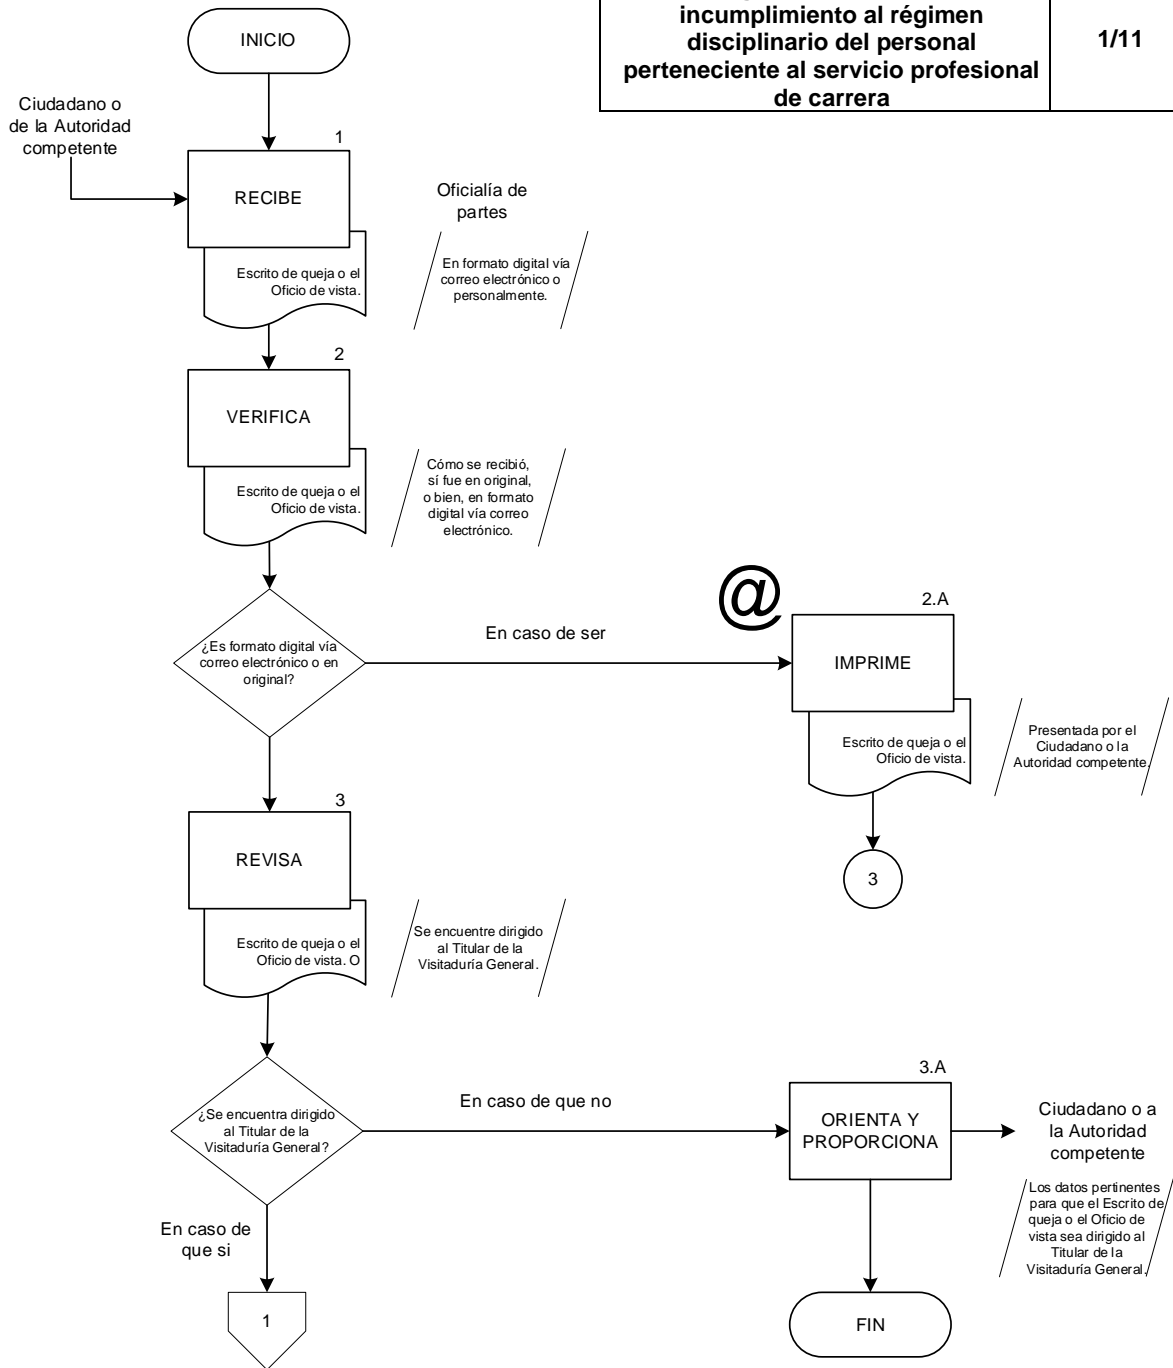 incumplimiento al régimen
disciplinario del personal
perteneciente al servicio profesional
de carrera
1/11
INICIO
Ciudadano o
de la Autoridad
competente
1
RECIBE
Escrito de queja o el
Oficio de vista.
Oficialía de
partes
En formato digital vía
correo electrónico o
personalmente.
2
VERIFICA
Escrito de queja o el
Oficio de vista.
Cómo se recibió,
sí fue en original,
o bien, en formato
digital vía correo
electrónico.
¿Es formato digital vía
correo electrónico o en
original?
En caso de ser
@
2.A
IMPRIME
Escrito de queja o el
Oficio de vista.
Presentada por el
Ciudadano o la
Autoridad competente.
3
3
REVISA
Escrito de queja o el
Oficio de vista. O
Se encuentre dirigido
al Titular de la
Visitaduría General.
¿Se encuentra dirigido
al Titular de la
Visitaduría General?
En caso de que no
3.A
ORIENTA Y
PROPORCIONA
Ciudadano o a
la Autoridad
competente
Los datos pertinentes
para que el Escrito de
queja o el Oficio de
vista sea dirigido al
Titular de la
Visitaduría General.
En caso de
que si
1
FIN